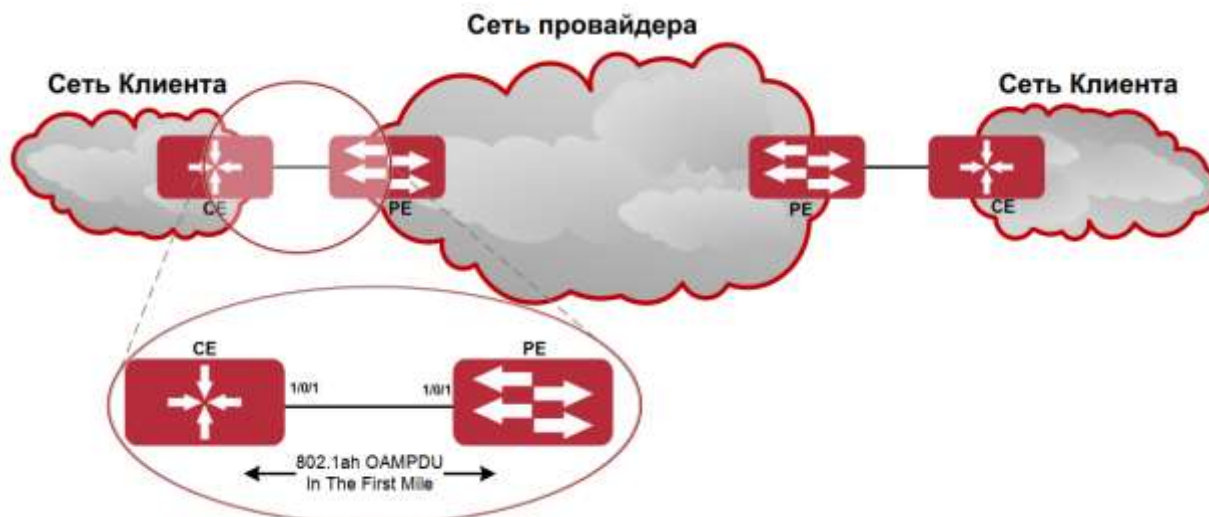 Сеть провайдера
Сеть Клиента
Сеть Клиента
CE
PE
PE
CE
CE
PE
1/0/1
1/0/1
802.1ah OAMPDU
In The First Mile